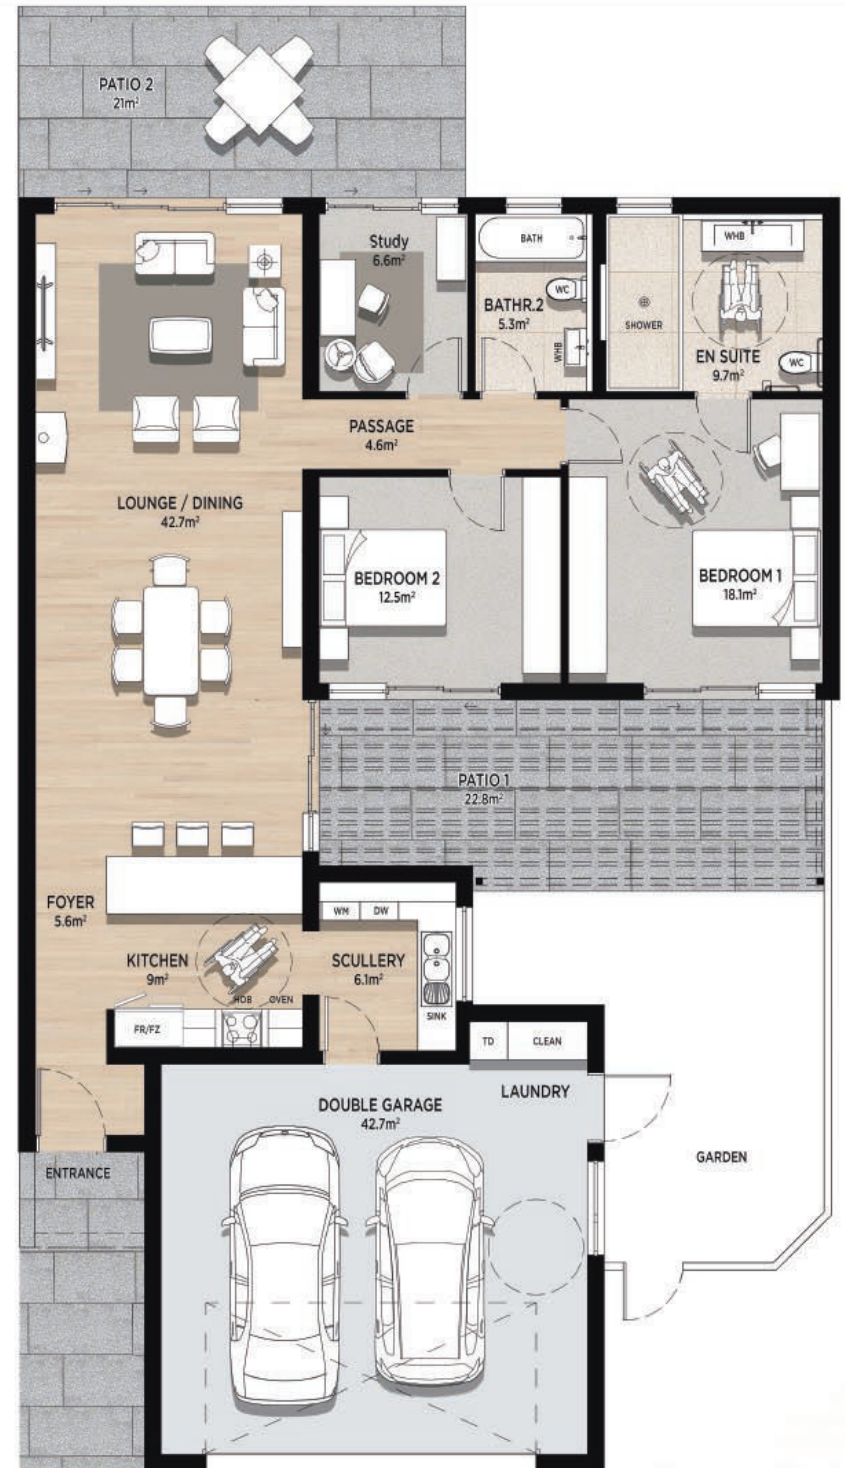 PATIO 2
21m²
Study
6.6m²
BATH
WC
BATHR.2
5.3m²
WHB
WHB
SHOWER
EN SUITE
9.7m²
WC
PASSAGE
4.6m²
LOUNGE / DINING
42.7m²
BEDROOM 2
12.5m²
BEDROOM 1
18.1m²
PATIO 1
22.8m²
FOYER
5.6m²
KITCHEN
9m²
HOB
OVEN
FR/FZ
WM
DW
SCULLERY
6.1m²
SINK
TD
CLEAN
LAUNDRY
DOUBLE GARAGE
42.7m²
ENTRANCE
GARDEN